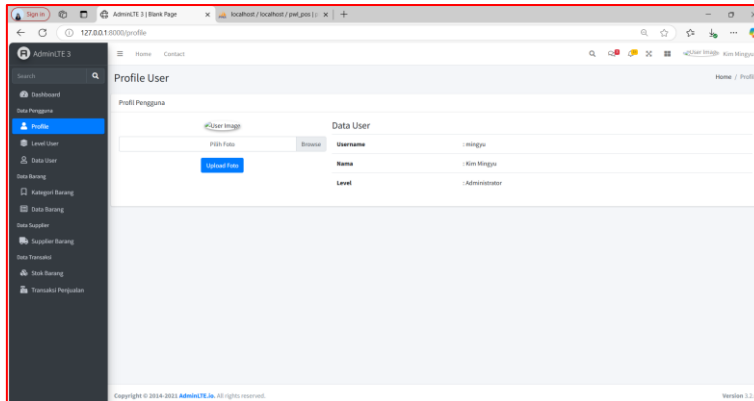 Sign in AdminLTE 3 | Blank Page localhost / localhost / pwl_pos | p
127.0.0.1:8000/profile
AdminLTE 3 Home Contact User Image Kim Mingyu
Search Profile User Home / Profil
Dashboard
Data Pengguna
Profile
Level User
Data User
Data Barang
Kategori Barang
Data Barang
Data Supplier
Supplier Barang
Data Transaksi
Stok Barang
Transaksi Penjualan
Profil Pengguna
User Image
Pilih Foto Browse
Upload Foto
Data User
Username : mingyu
Nama : Kim Mingyu
Level : Administrator
Copyright © 2014-2021 AdminLTE.io. All rights reserved. Version